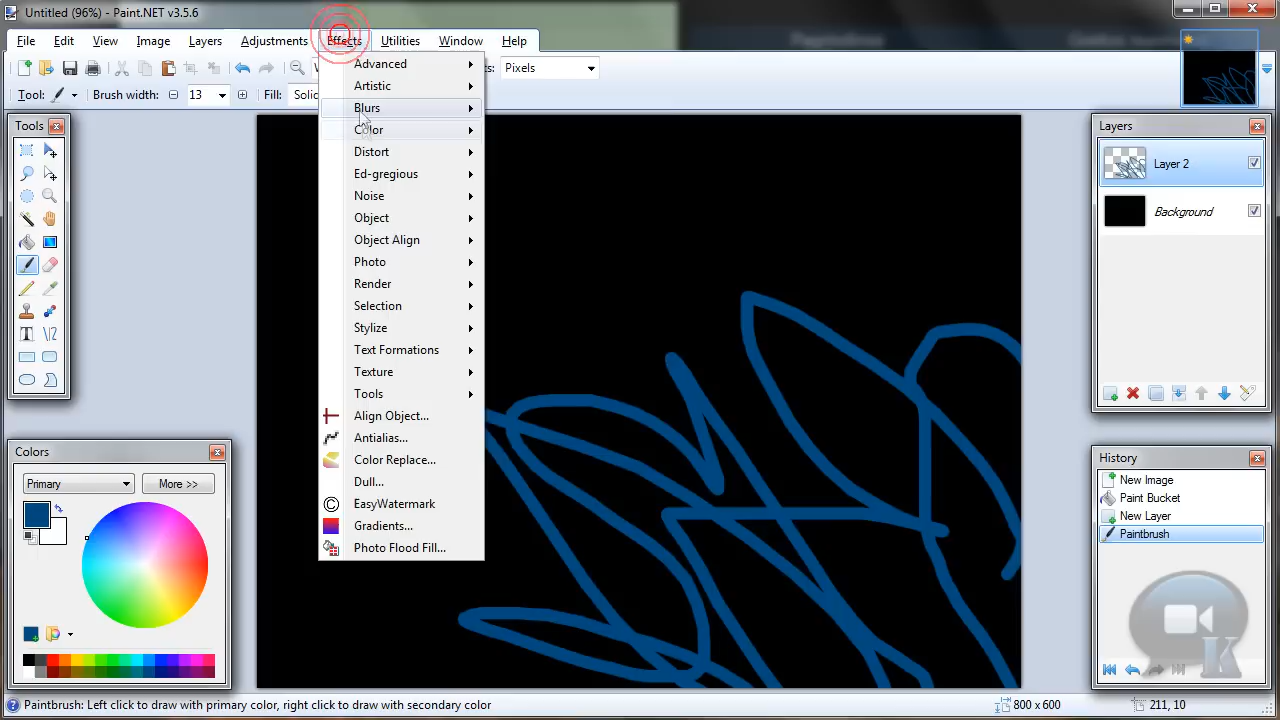 Untitled (96%) - Paint.NET v3.5.6
File Edit View Image Layers Adjustments Effects Utilities Window Help
Pixels
Tool: Brush width: 13 Fill:
Tools
Advanced
Artistic
Blurs
Color
Distort
Ed-gregious
Noise
Object
Object Align
Photo
Render
Selection
Stylize
Text Formations
Texture
Tools
Align Object...
Antialias...
Color Replace...
Dull...
EasyWatermark
Gradients...
Photo Flood Fill...
Layers
Layer 2
Background
Colors
Primary
More >>
History
New Image
Paint Bucket
New Layer
Paintbrush
K
Paintbrush: Left click to draw with primary color, right click to draw with secondary color
800 x 600
211, 10